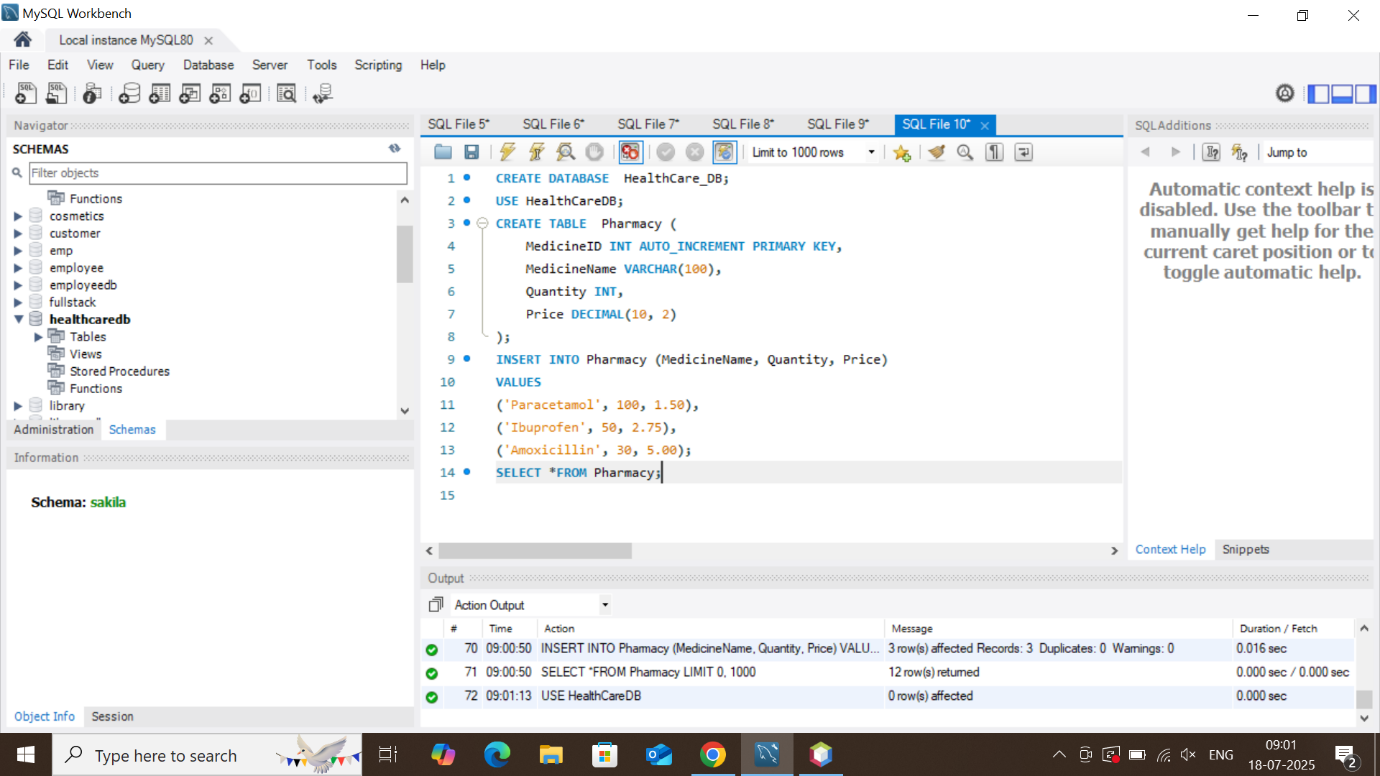 MySQL Workbench
Local instance MySQL80
File Edit View Query Database Server Tools Scripting Help
Navigator
SCHEMAS
Filter objects
Functions
cosmetics
customer
emp
employee
employeedb
fullstack
healthcaredb
Tables
Views
Stored Procedures
Functions
library
Administration Schemas
Information
Schema: sakila
Object Info Session
SQL File 5* SQL File 6* SQL File 7* SQL File 8* SQL File 9* SQL File 10*
Limit to 1000 rows
1 CREATE DATABASE  HealthCare_DB;
2 USE HealthCareDB;
3 CREATE TABLE  Pharmacy (
4 MedicineID INT AUTO_INCREMENT PRIMARY KEY,
5 MedicineName VARCHAR(100),
6 Quantity INT,
7 Price DECIMAL(10, 2)
8 );
9 INSERT INTO Pharmacy (MedicineName, Quantity, Price)
10 VALUES
11 ('Paracetamol', 100, 1.50),
12 ('Ibuprofen', 50, 2.75),
13 ('Amoxicillin', 30, 5.00);
14 SELECT *FROM Pharmacy;
15
SQLAdditions
Jump to
Automatic context help is
disabled. Use the toolbar t
manually get help for the
current caret position or to
toggle automatic help.
Context Help Snippets
Output
Action Output
# Time Action Message Duration / Fetch
70 09:00:50 INSERT INTO Pharmacy (MedicineName, Quantity, Price) VALU... 3 row(s) affected Records: 3  Duplicates: 0  Warnings: 0 0.016 sec
71 09:00:50 SELECT *FROM Pharmacy LIMIT 0, 1000 12 row(s) returned 0.000 sec / 0.000 sec
72 09:01:13 USE HealthCareDB 0 row(s) affected 0.000 sec
Type here to search
ENG
09:01
18-07-2025
2